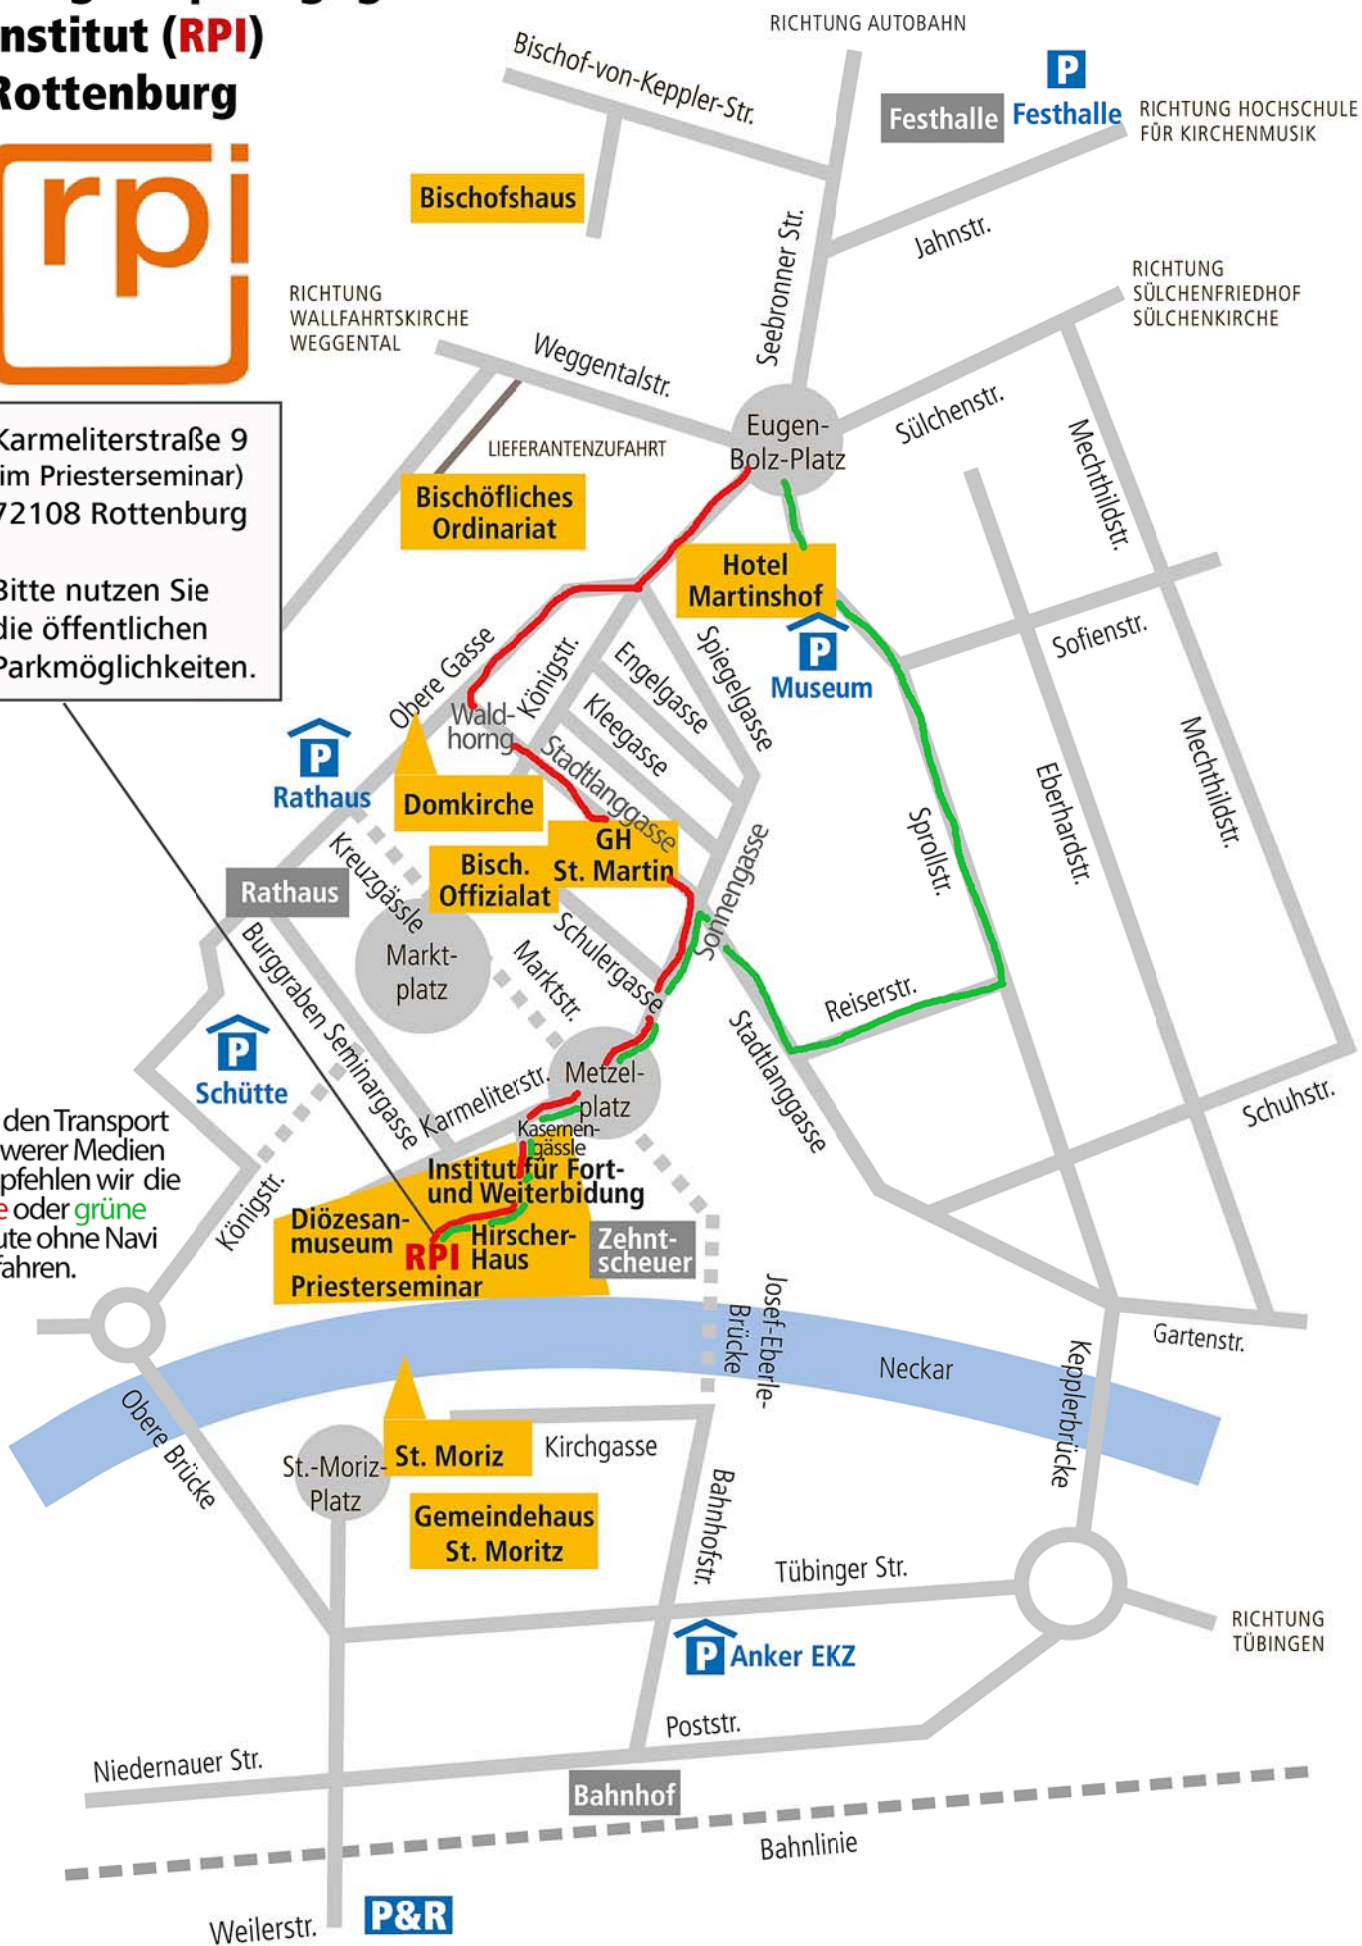 nstitut (RPI)
Rottenburg
rpi
Karmeliterstraße 9
im Priesterseminar)
72108 Rottenburg
Bitte nutzen Sie
die öffentlichen
Parkmöglichkeiten.
RICHTUNG AUTOBAHN
Bischof-von-Keppler-Str.
P
Festhalle
Festhalle
RICHTUNG HOCHSCHULE
FÜR KIRCHENMUSIK
Bischofshaus
Jahnstr.
Seebronner Str.
RICHTUNG
SÜLCHENFRIEDHOF
SÜLCHENKIRCHE
RICHTUNG
WALLFAHRTSKIRCHE
WEGGENTAL
Weggentalstr.
Sülchenstr.
Eugen-
Bolz-Platz
LIEFERANTENZUFAHRT
Mechthildstr.
Bischöfliches
Ordinariat
Hotel
Martinshof
Sofienstr.
P
Museum
Obere Gasse
Königstr.
Engelgasse
Spiegelgasse
Kleegasse
Wald-
horng.
Stadtlanggasse
P
Rathaus
Domkirche
Mechthildstr.
Eberhardstr.
Sprollstr.
Kreuzgässle
GH
St. Martin
Bisch.
Offizialat
Rathaus
Sonnengasse
Burggraben Seminargasse
Markt-
platz
Marktstr.
Schulergasse
Reiserstr.
Stadtlanggasse
P
Schütte
Metzel-
platz
Karmeliterstr.
Kasernen-
gässle
Schuhstr.
den Transport
werer Medien
pfehlen wir die
e oder grüne
ute ohne Navi
fahren.
Königstr.
Institut für Fort-
und Weiterbidung
Diözesan-
museum
RPI
Hirscher-
Haus
Priesterseminar
Zehnt-
scheuer
Josef-Eberle-
Brücke
Neckar
Gartenstr.
Kepplerbrücke
Obere Brücke
St.-Moriz-
Platz
St. Moriz
Kirchgasse
Gemeindehaus
St. Moritz
Bahnhofstr.
Tübinger Str.
RICHTUNG
TÜBINGEN
P
Anker EKZ
Poststr.
Niedernauer Str.
Bahnhof
Bahnlinie
Weilerstr.
P&R